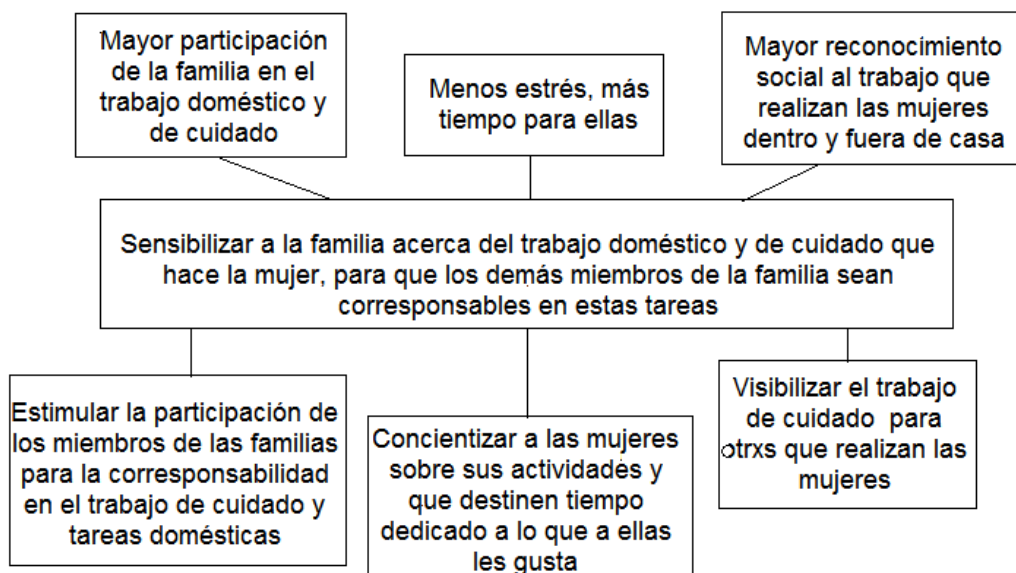 Mayor participación
de la familia en el
trabajo doméstico y
de cuidado
Menos estrés, más
tiempo para ellas
Mayor reconocimiento
social al trabajo que
realizan las mujeres
dentro y fuera de casa
Sensibilizar a la familia acerca del trabajo doméstico y de cuidado que
hace la mujer, para que los demás miembros de la familia sean
corresponsables en estas tareas
Estimular la participación de
los miembros de las familias
para la corresponsabilidad
en el trabajo de cuidado y
tareas domésticas
Concientizar a las mujeres
sobre sus actividades y
que destinen tiempo
dedicado a lo que a ellas
les gusta
Visibilizar el trabajo
de cuidado para
otrxs que realizan las
mujeres